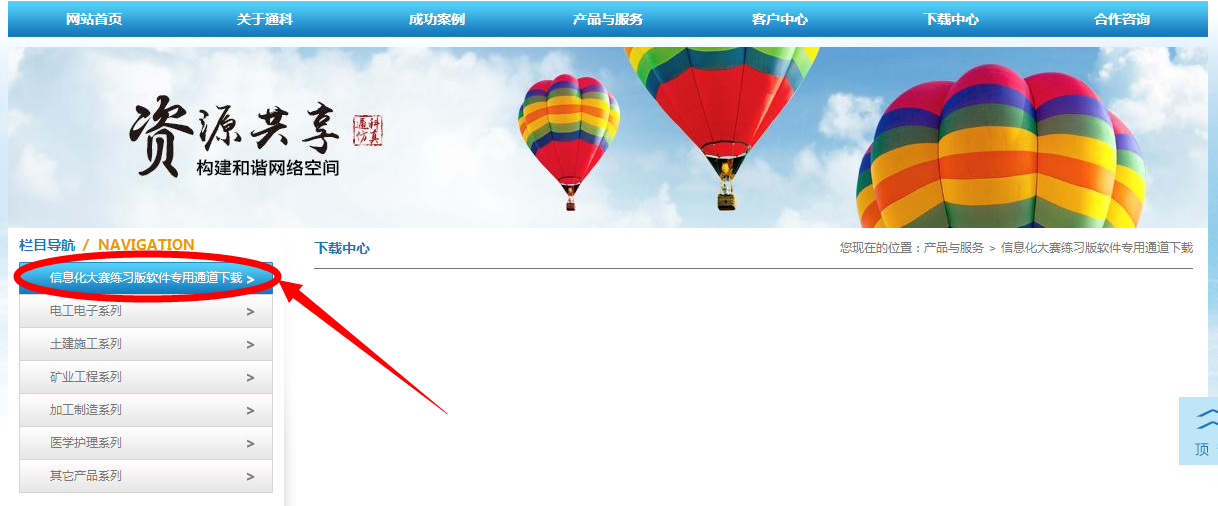 网站首页 关于通科 成功案例 产品与服务 客户中心 下载中心 合作咨询
资源共享 通科仿真
构建和谐网络空间
栏目导航 / NAVIGATION
信息化大赛练习版软件专用通道下载 >
电工电子系列 >
土建施工系列 >
矿业工程系列 >
加工制造系列 >
医学护理系列 >
其它产品系列 >
下载中心
您现在的位置：产品与服务 > 信息化大赛练习版软件专用通道下载
顶